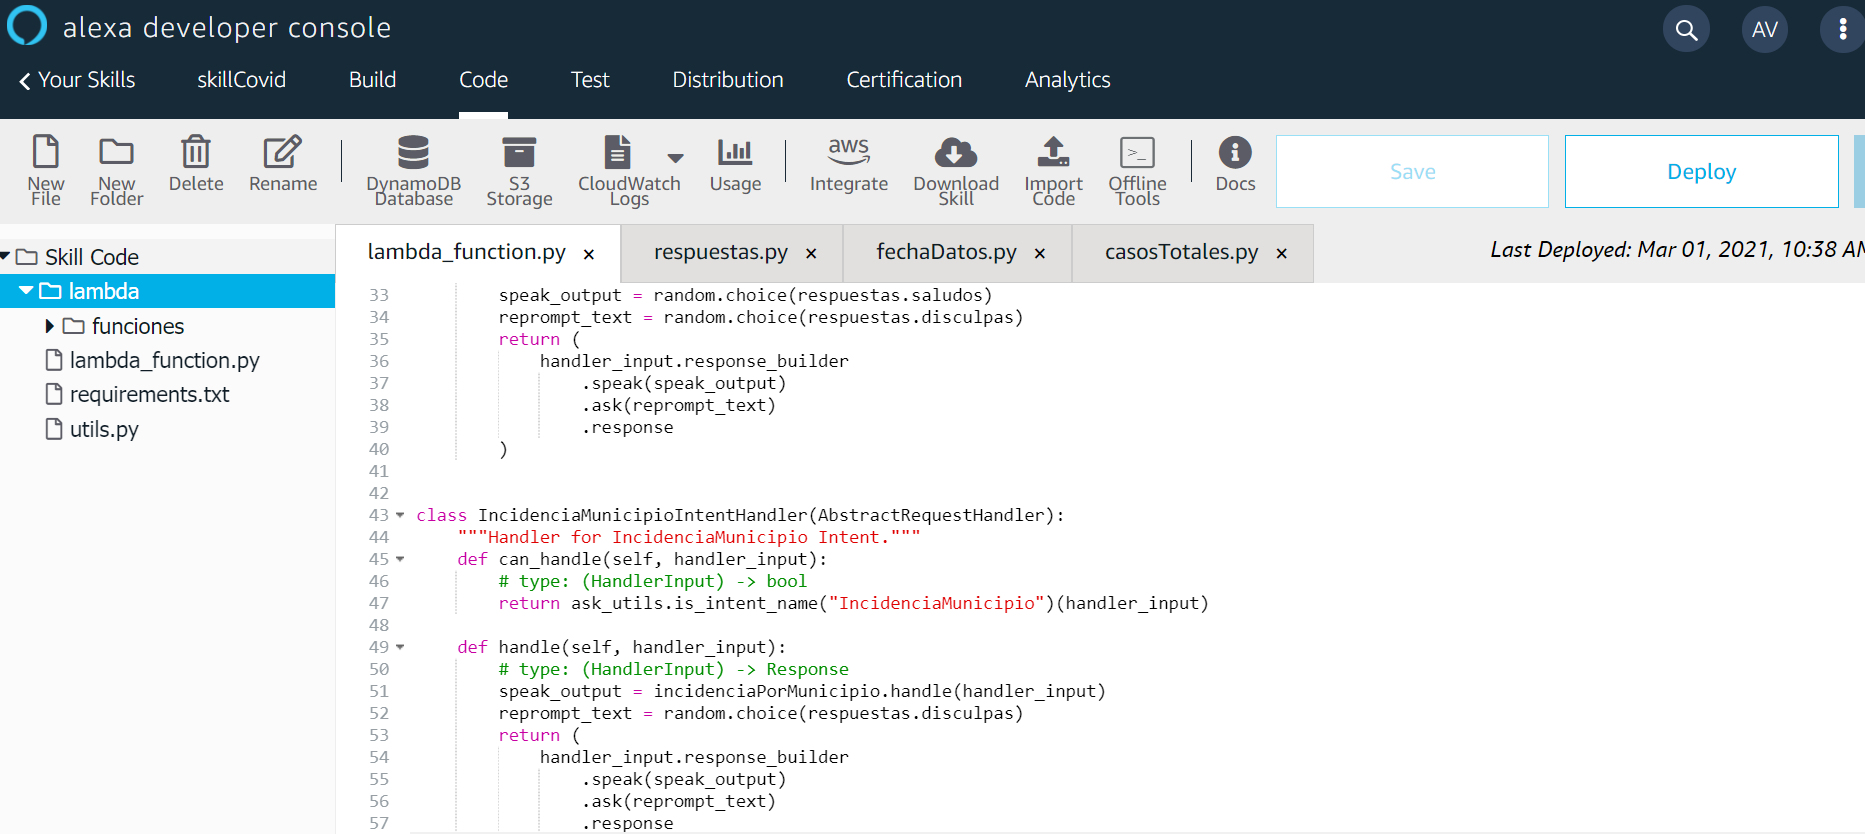 alexa developer console
AV
Your Skills skillCovid Build Code Test Distribution Certification Analytics
New File
New Folder
Delete
Rename
DynamoDB Database
S3 Storage
CloudWatch Logs
Usage
aws
Integrate
Download Skill
Import Code
Offline Tools
Docs
Save
Deploy
Skill Code
lambda
funciones
lambda_function.py
requirements.txt
utils.py
lambda_function.py × respuestas.py × fechaDatos.py × casosTotales.py ×
Last Deployed: Mar 01, 2021, 10:38 AM
33 speak_output = random.choice(respuestas.saludos)
34 reprompt_text = random.choice(respuestas.disculpas)
35 return (
36 handler_input.response_builder
37 .speak(speak_output)
38 .ask(reprompt_text)
39 .response
40 )
41
42
43 class IncidenciaMunicipioIntentHandler(AbstractRequestHandler):
44 """Handler for IncidenciaMunicipio Intent."""
45 def can_handle(self, handler_input):
46 # type: (HandlerInput) -> bool
47 return ask_utils.is_intent_name("IncidenciaMunicipio")(handler_input)
48
49 def handle(self, handler_input):
50 # type: (HandlerInput) -> Response
51 speak_output = incidenciaPorMunicipio.handle(handler_input)
52 reprompt_text = random.choice(respuestas.disculpas)
53 return (
54 handler_input.response_builder
55 .speak(speak_output)
56 .ask(reprompt_text)
57 .response